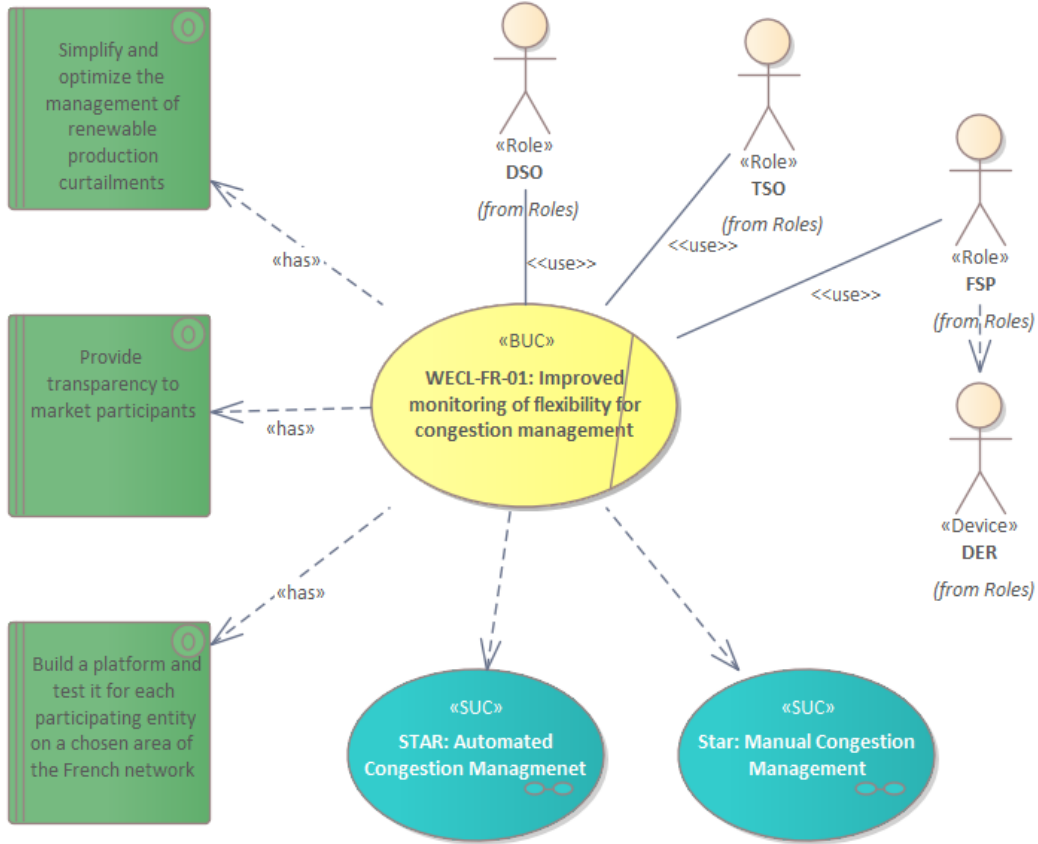 Simplify and
optimize the
management of
renewable
production
curtailments
«Role»
DSO
(from Roles)
«Role»
TSO
(from Roles)
«Role»
FSP
(from Roles)
«has»
<<use>>
<<use>>
<<use>>
«BUC»
WECL-FR-01: Improved
monitoring of flexibility for
congestion management
Provide
transparency to
market participants
«has»
«Device»
DER
(from Roles)
«has»
Build a platform and
test it for each
participating entity
on a chosen area of
the French network
«SUC»
STAR: Automated
Congestion Managmenet
«SUC»
Star: Manual Congestion
Management